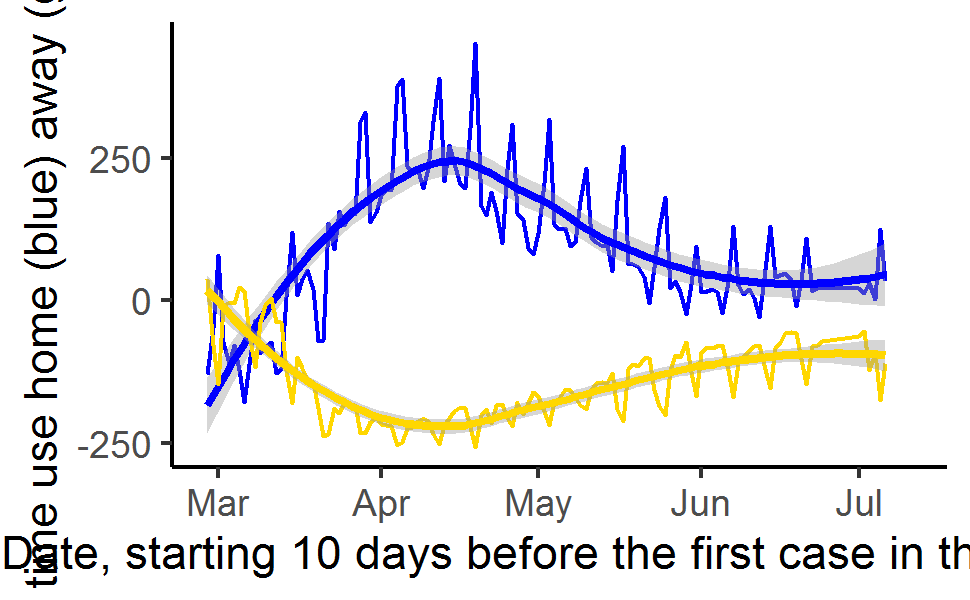 time use home (blue) away (
250
0
-250
Mar Apr May Jun Jul
Date, starting 10 days before the first case in th